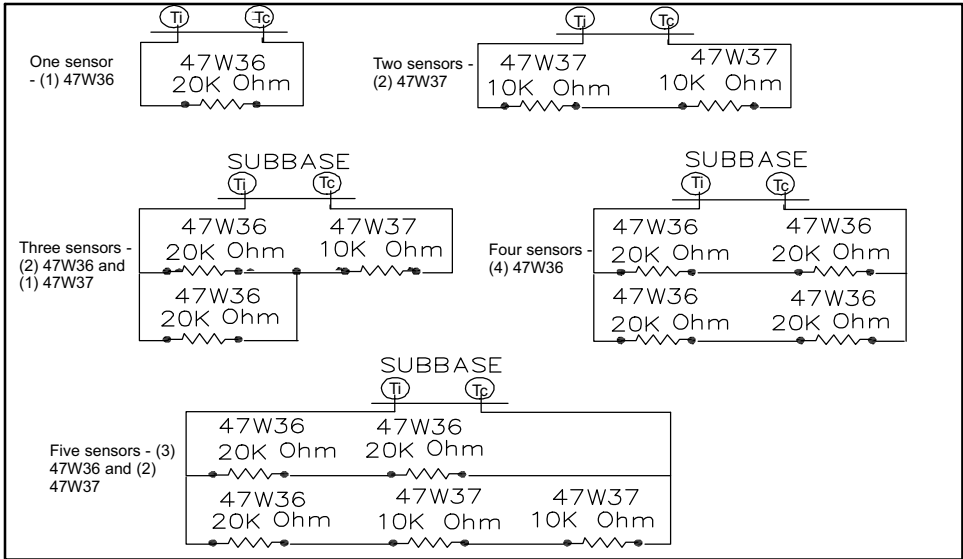 Ti Tc
One sensor
- (1) 47W36
47W36
20K Ohm
Ti Tc
Two sensors -
(2) 47W37
47W37 47W37
10K Ohm 10K Ohm
SUBBASE
Ti Tc
Three sensors -
(2) 47W36 and
(1) 47W37
47W36 47W37
20K Ohm 10K Ohm
47W36
20K Ohm
SUBBASE
Ti Tc
Four sensors -
(4) 47W36
47W36 47W36
20K Ohm 20K Ohm
47W36 47W36
20K Ohm 20K Ohm
SUBBASE
Ti Tc
Five sensors - (3)
47W36 and (2)
47W37
47W36 47W36
20K Ohm 20K Ohm
47W36 47W37 47W37
20K Ohm 10K Ohm 10K Ohm